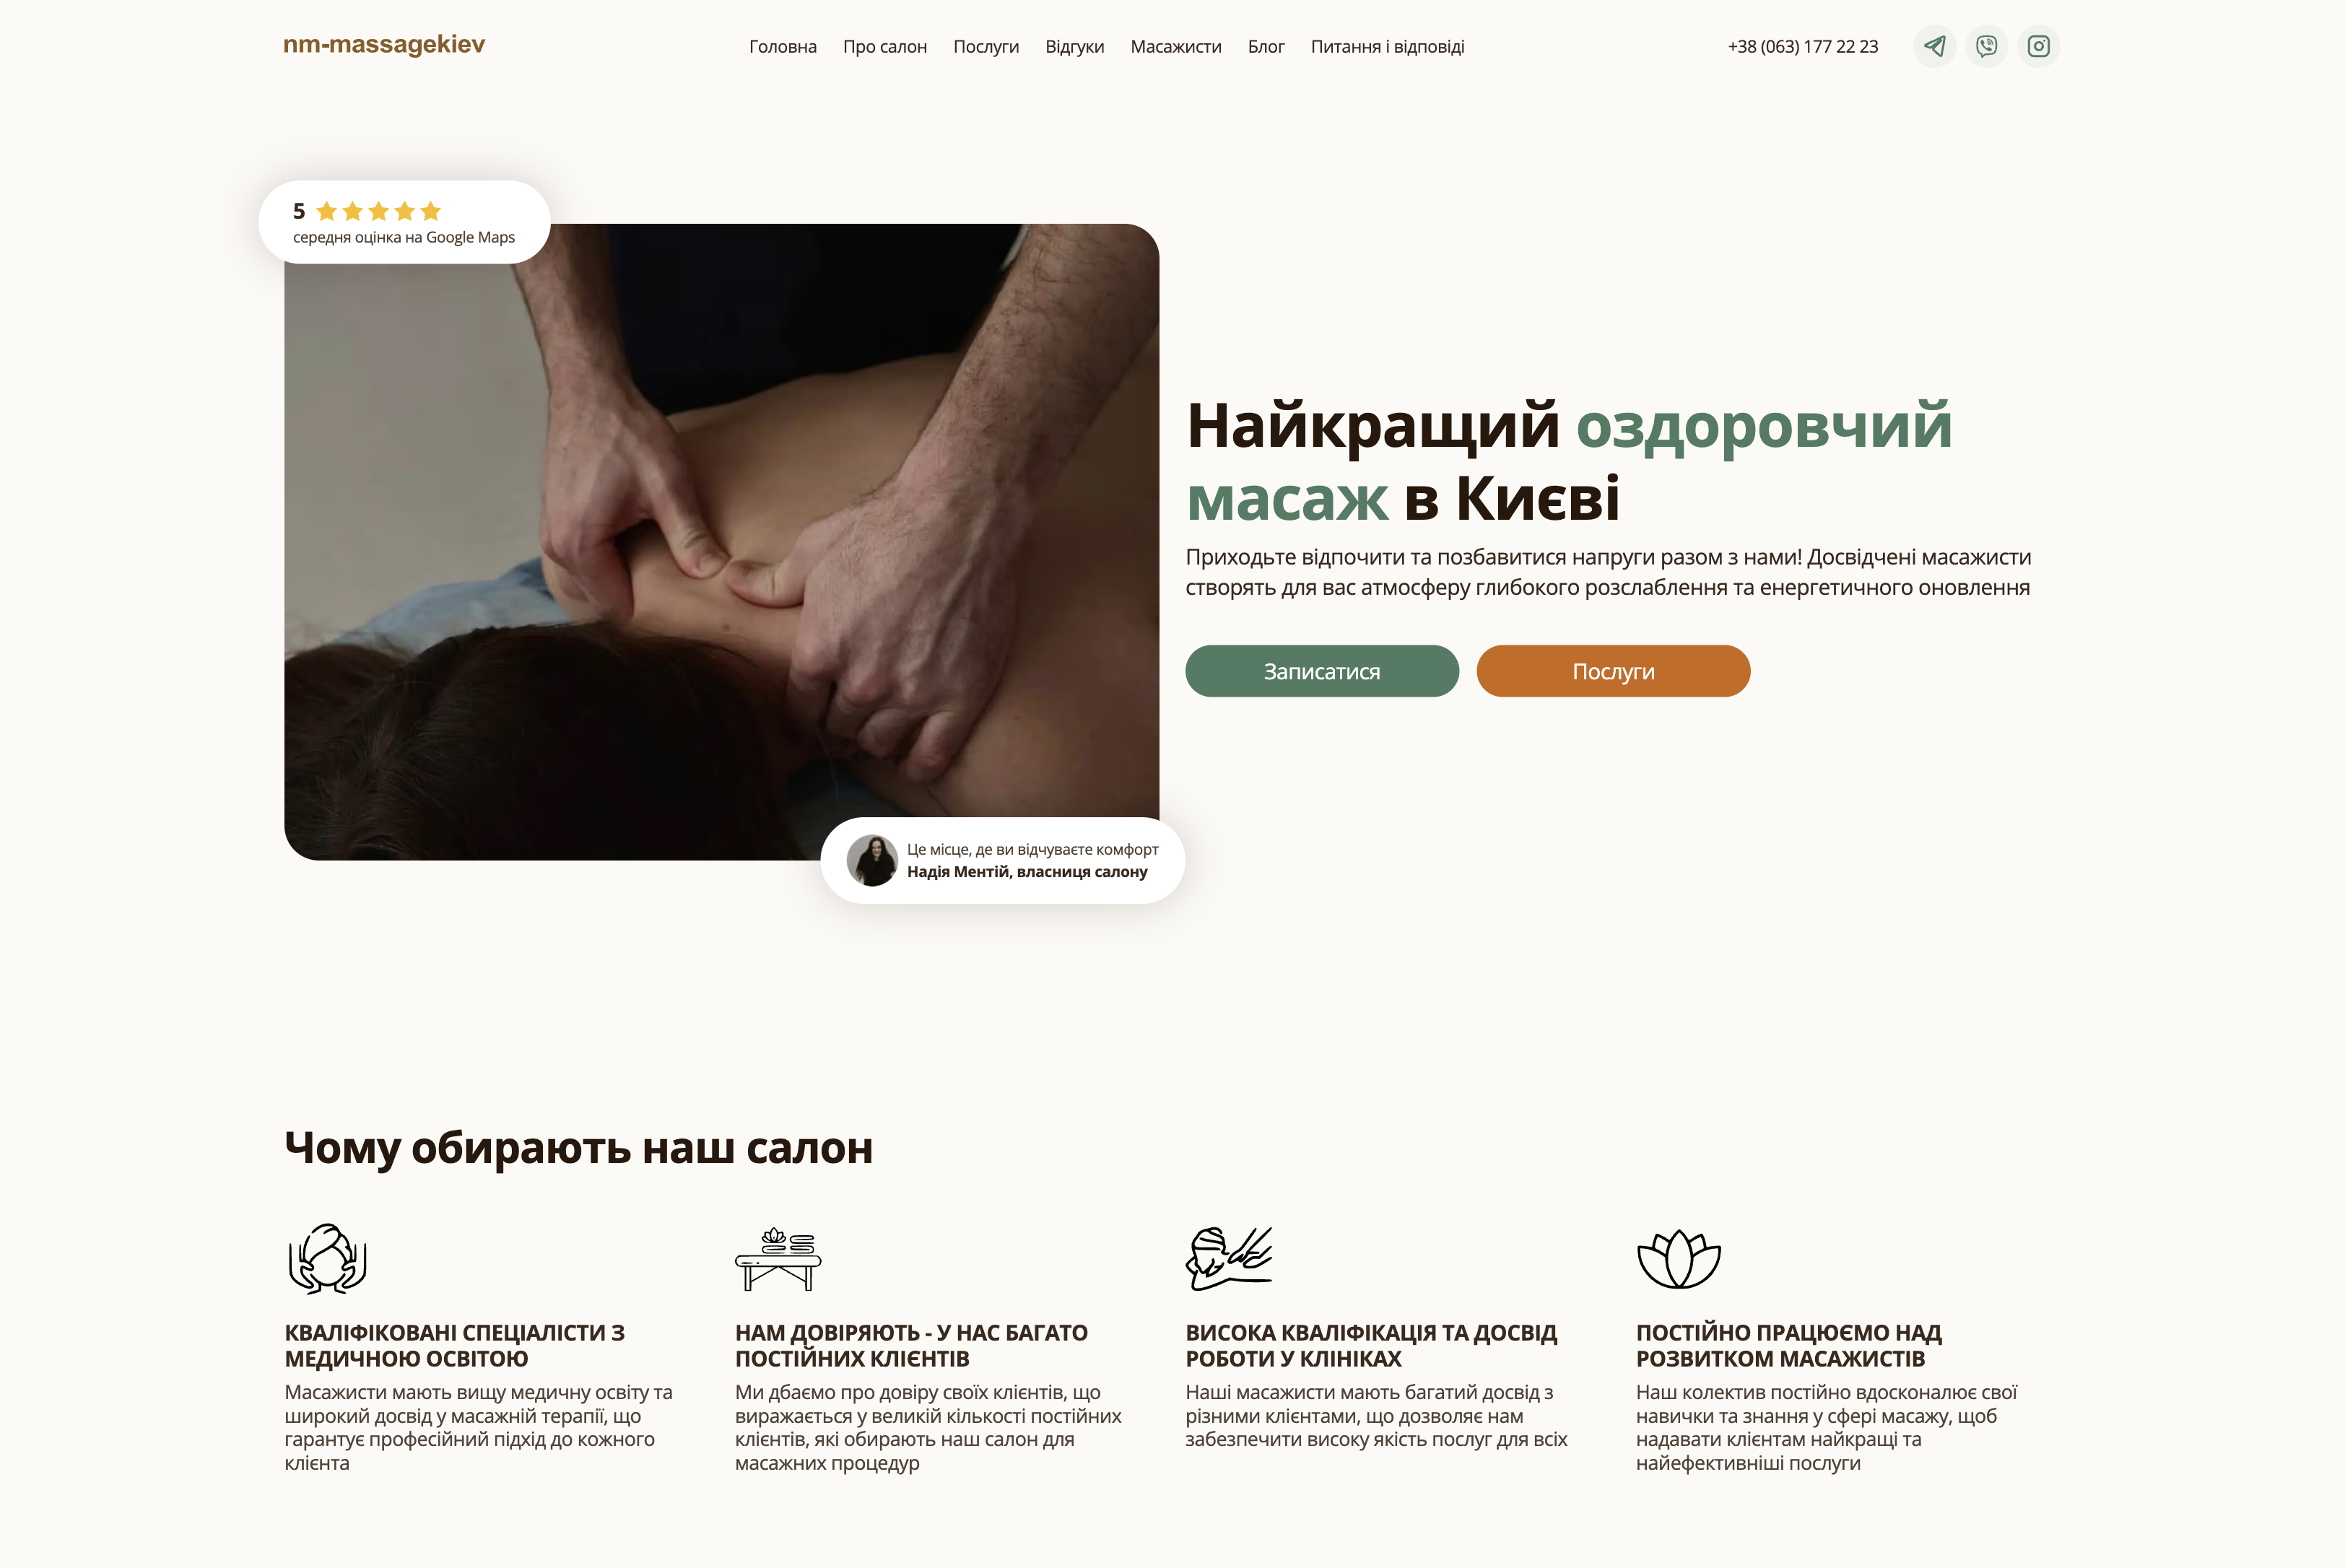 nm-massagekiev
Головна Про салон Послуги Відгуки Масажисти Блог Питання і відповіді
+38 (063) 177 22 23
5
середня оцінка на Google Maps
Найкращий оздоровчий
масаж в Києві
Приходьте відпочити та позбавитися напруги разом з нами! Досвідчені масажисти
створять для вас атмосферу глибокого розслаблення та енергетичного оновлення
Записатися Послуги
Це місце, де ви відчуваєте комфорт
Надія Ментій, власниця салону
Чому обирають наш салон
КВАЛІФІКОВАНІ СПЕЦІАЛІСТИ З
МЕДИЧНОЮ ОСВІТОЮ
Масажисти мають вищу медичну освіту та
широкий досвід у масажній терапії, що
гарантує професійний підхід до кожного
клієнта
НАМ ДОВІРЯЮТЬ - У НАС БАГАТО
ПОСТІЙНИХ КЛІЄНТІВ
Ми дбаємо про довіру своїх клієнтів, що
виражається у великій кількості постійних
клієнтів, які обирають наш салон для
масажних процедур
ВИСОКА КВАЛІФІКАЦІЯ ТА ДОСВІД
РОБОТИ У КЛІНІКАХ
Наші масажисти мають багатий досвід з
різними клієнтами, що дозволяє нам
забезпечити високу якість послуг для всіх
ПОСТІЙНО ПРАЦЮЄМО НАД
РОЗВИТКОМ МАСАЖИСТІВ
Наш колектив постійно вдосконалює свої
навички та знання у сфері масажу, щоб
надавати клієнтам найкращі та
найефективніші послуги